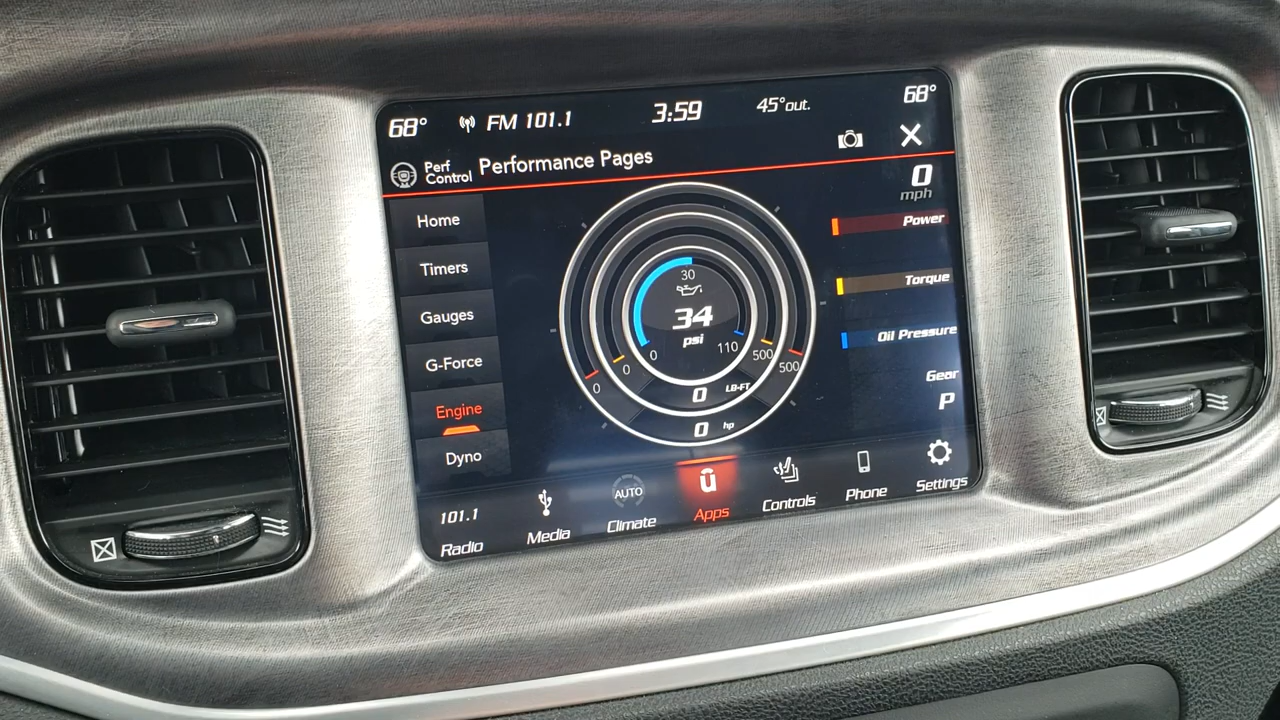 68° FM 101.1 3:59 45°out. 68°
Perf Control
Performance Pages
0
mph
Home
Timers
Gauges
G-Force
Engine
Dyno
30
34
psi
0 110
0 500
0 500
0 LB-FT
0 hp
Power
Torque
Oil Pressure
Gear
P
101.1
Radio
Media
AUTO
Climate
ū
Apps
Controls
Phone
Settings